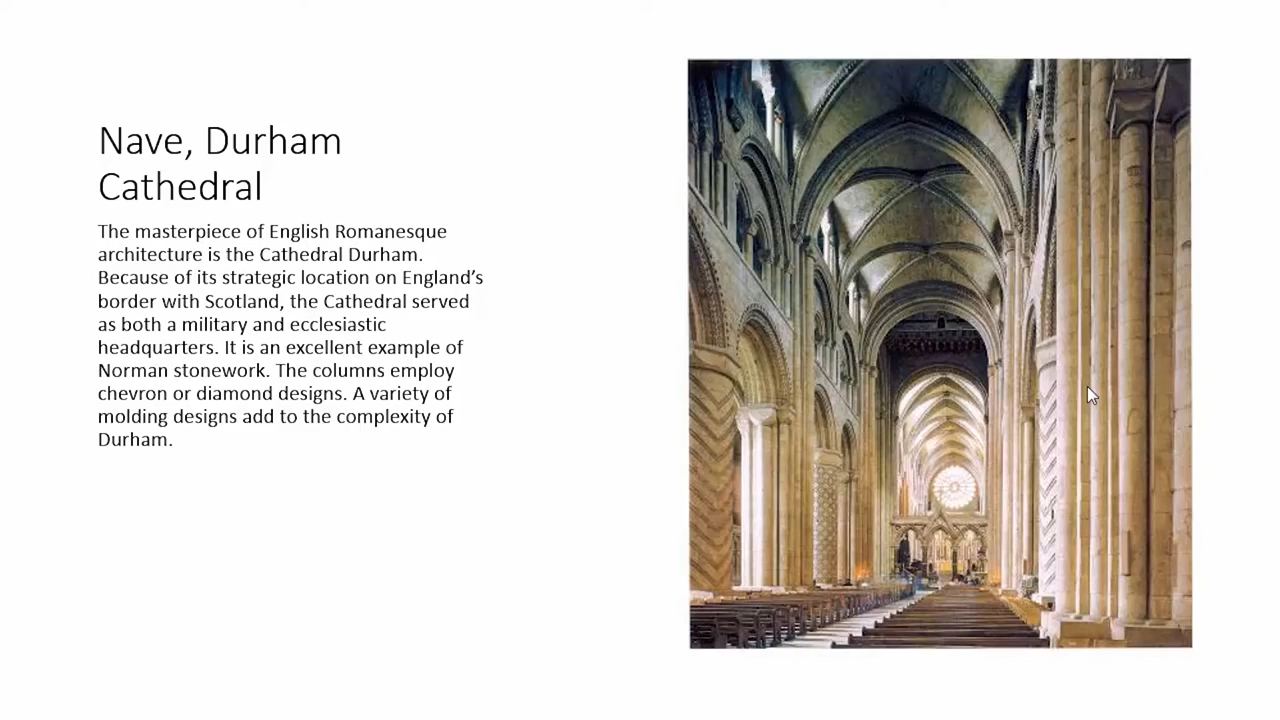 Nave, Durham
Cathedral
The masterpiece of English Romanesque
architecture is the Cathedral Durham.
Because of its strategic location on England's
border with Scotland, the Cathedral served
as both a military and ecclesiastic
headquarters. It is an excellent example of
Norman stonework. The columns employ
chevron or diamond designs. A variety of
molding designs add to the complexity of
Durham.